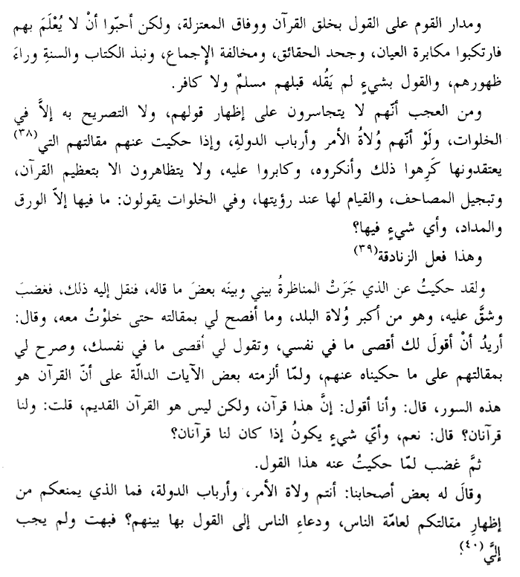 ومدار القوم على القول بخلق القرآن ووفاق المعتزلة، ولكن أحبّوا أنْ لا يُعْلَمَ بهم
فارتكبوا مكابرة العيان، وجحد الحقائق، ومخالفة الإجماع، ونبذ الكتاب والسنةِ وراءَ
ظهورهم، والقول بشيءٍ لم يَقُله قبلهم مسلمٌ ولا كافر.
ومن العجب أنّهم لا يتجاسرون على إظهار قولهم، ولا التصريح به إلاَّ في
الخلوات، ولَوْ أنّهم وُلاةُ الأمر وأرباب الدولةِ، وإذا حكيت عنهم مقالتهم التي(٣٨)
يعتقدونها كَرِهوا ذلك وأنكروه، وكابروا عليه، ولا يتظاهرون الا بتعظيم القرآن،
وتبجيل المصاحف، والقيام لها عند رؤيتها، وفي الخلوات يقولون: ما فيها إلاّ الورق
والمداد، وأي شيءٍ فيها؟
وهذا فعل الزنادقة(٣٩)
ولقد حكيتُ عن الذي جَرَتْ المناظرةُ بيني وبينَه بعضَ ما قاله، فنقل إليه ذلك، فغضبَ
وشقَّ عليه، وهو من أكبر وُلاة البلد، وما أفصح لي بمقالته حتى خلوْتُ معه، وقال:
أريدُ أنْ أقولَ لك أقصى ما في نفسي، وتقول لي أقصى ما في نفسك، وصرح لي
بمقالتهم على ما حكيناه عنهم، ولمّا ألزمته بعض الآيات الدالّة على أنّ القرآن هو
هذه السور، قال: وأنا أقول: إنَّ هذا قرآن، ولكن ليس هو القرآن القديم، قلت: ولنا
قرآنان؟ قال: نعم، وأيّ شيءٍ يكونُ إذا كان لنا قرآنان؟
ثمَّ غضب لمّا حكيتُ عنه هذا القول.
وقالَ له بعض أصحابنا: أنتم ولاة الأمر، وأرباب الدولة، فما الذي يمنعكم من
إظهارِ مقالتكم لعامّة الناس، ودعاءِ الناس إلى القول بها بينهم؟ فبهت ولم يجب
إليَّ(٤٠).